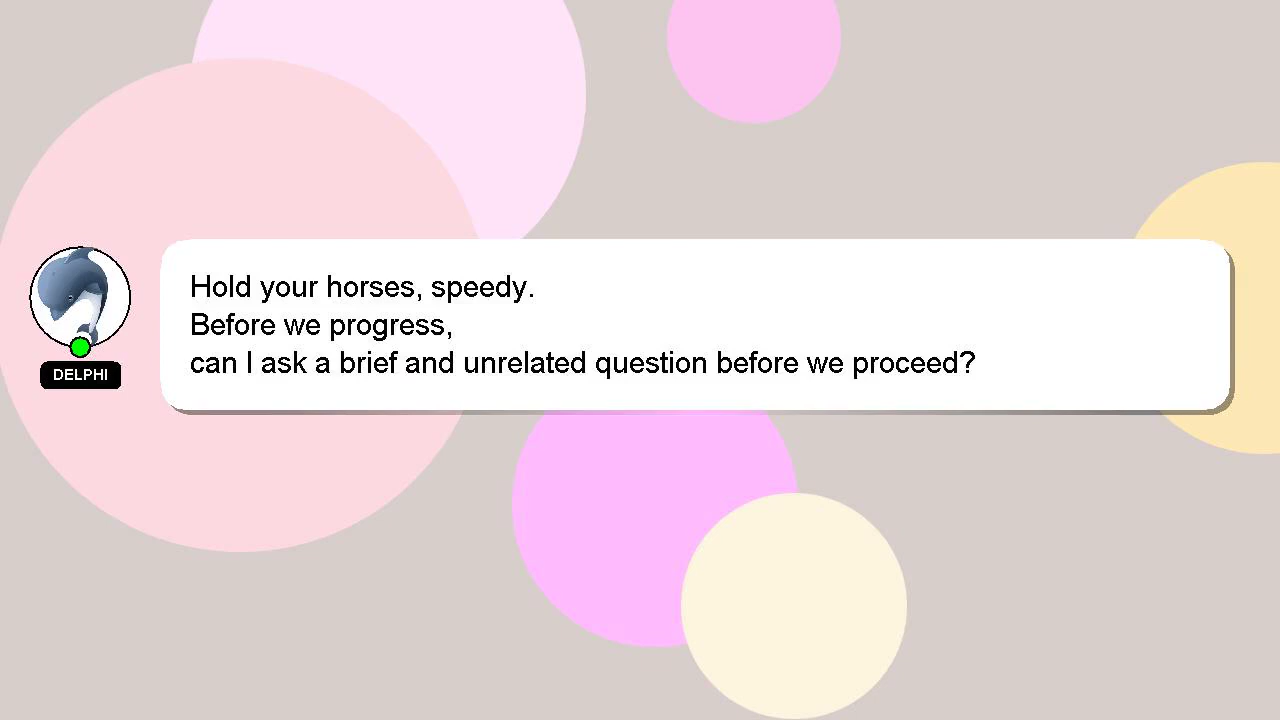 Hold your horses, speedy.
Before we progress,
can I ask a brief and unrelated question before we proceed?
DELPHI